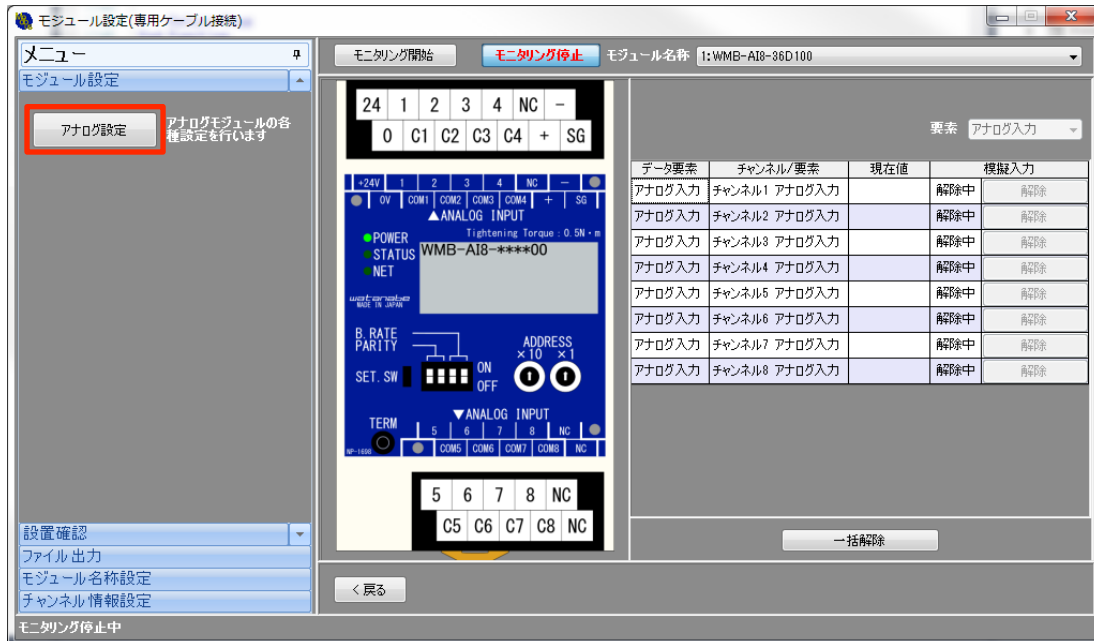 モジュール設定(専用ケーブル接続)
メニュー
モジュール設定
アナログ設定
アナログモジュールの各
種設定を行います
設置確認
ファイル出力
モジュール名称設定
チャンネル情報設定
モニタリング停止中
モニタリング開始 モニタリング停止 モジュール名称 1:WMB-AI8-36D100
24 1 2 3 4 NC -
0 C1 C2 C3 C4 + SG
+24V 1 2 3 4 NC -
0V COM1 COM2 COM3 COM4 + SG
▲ANALOG INPUT
Tightening Torque : 0.5N・m
POWER
STATUS
NET
WMB-AI8-****00
watanabe
MADE IN JAPAN
B.RATE
PARITY
ADDRESS
×10 ×1
SET.SW
ON
OFF
TERM
▼ANALOG INPUT
5 6 7 8 NC
COM5 COM6 COM7 COM8 NC
NP-1698
5 6 7 8 NC
C5 C6 C7 C8 NC
要素 アナログ入力
データ要素 チャンネル/要素 現在値 模擬入力
アナログ入力 チャンネル1 アナログ入力 解除中 解除
アナログ入力 チャンネル2 アナログ入力 解除中 解除
アナログ入力 チャンネル3 アナログ入力 解除中 解除
アナログ入力 チャンネル4 アナログ入力 解除中 解除
アナログ入力 チャンネル5 アナログ入力 解除中 解除
アナログ入力 チャンネル6 アナログ入力 解除中 解除
アナログ入力 チャンネル7 アナログ入力 解除中 解除
アナログ入力 チャンネル8 アナログ入力 解除中 解除
一括解除
<戻る